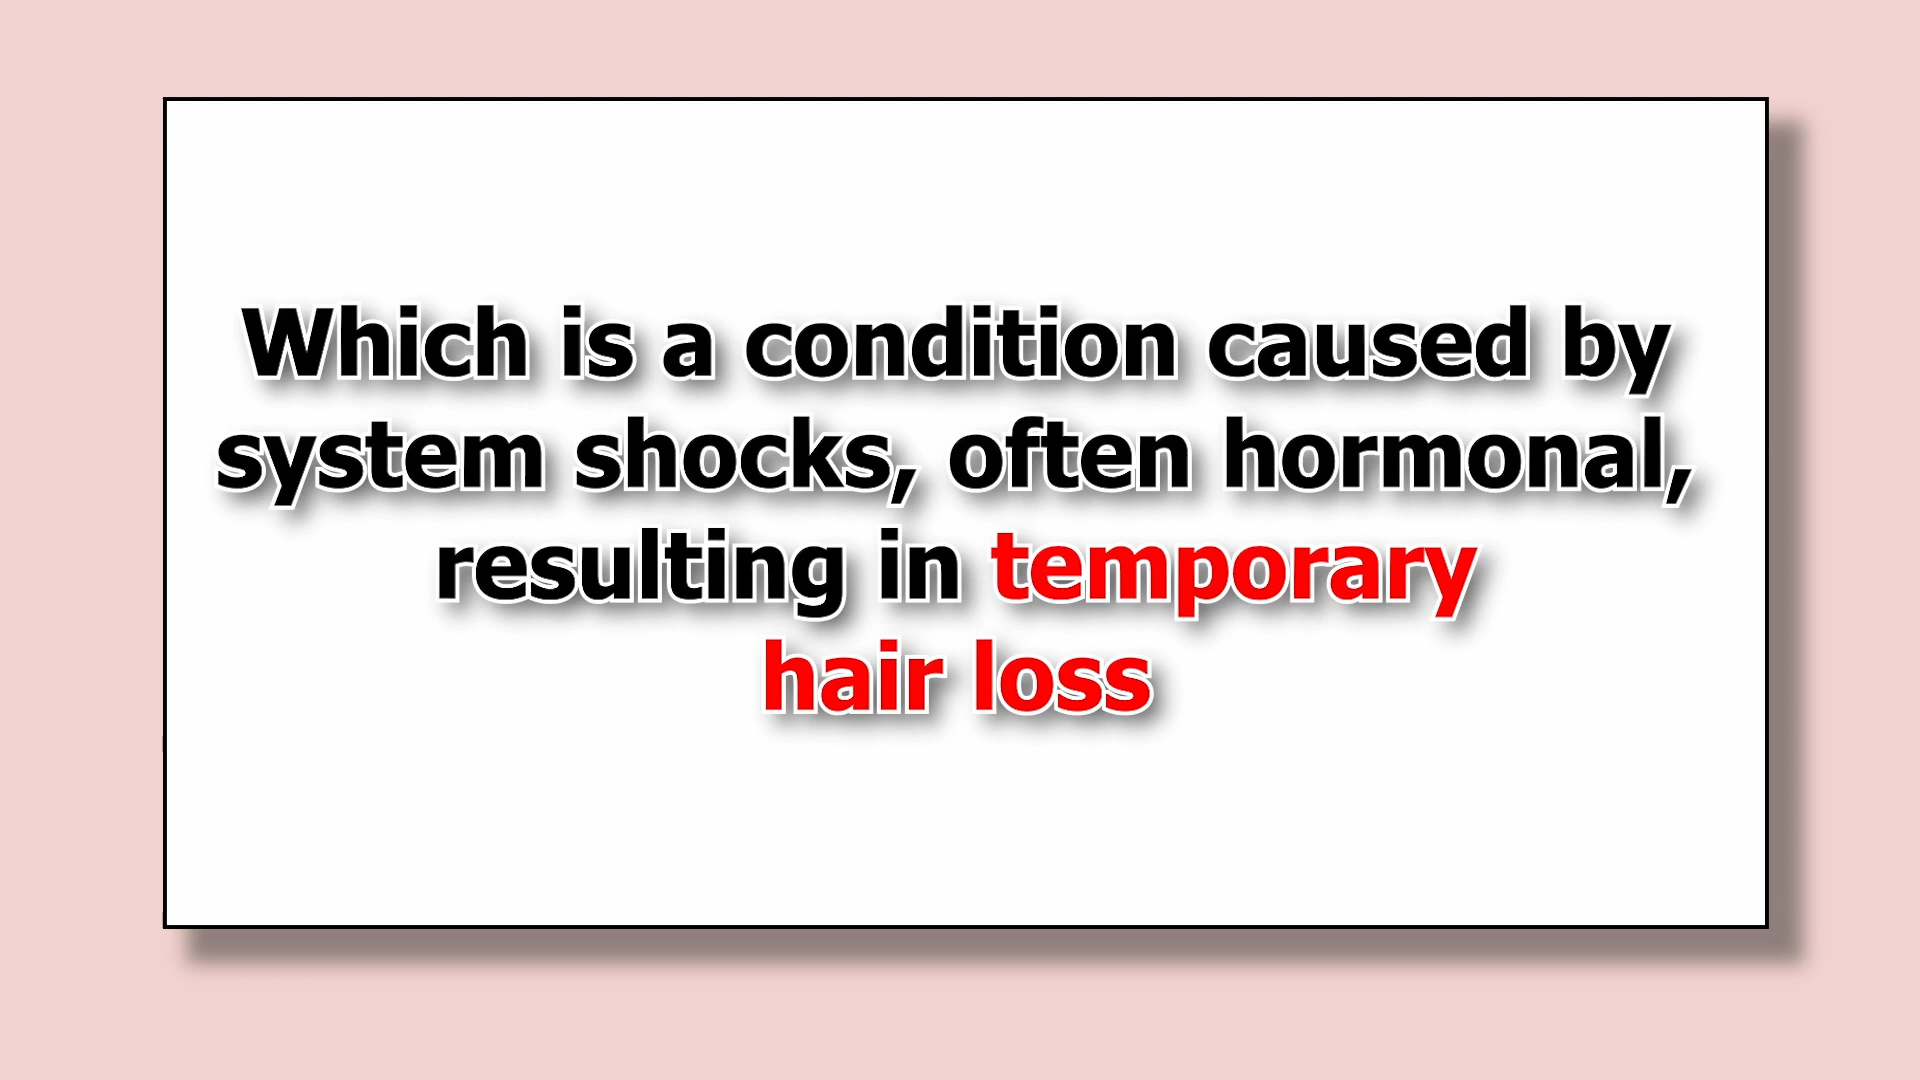 Which is a condition caused by
system shocks, often hormonal,
resulting in temporary
hair loss